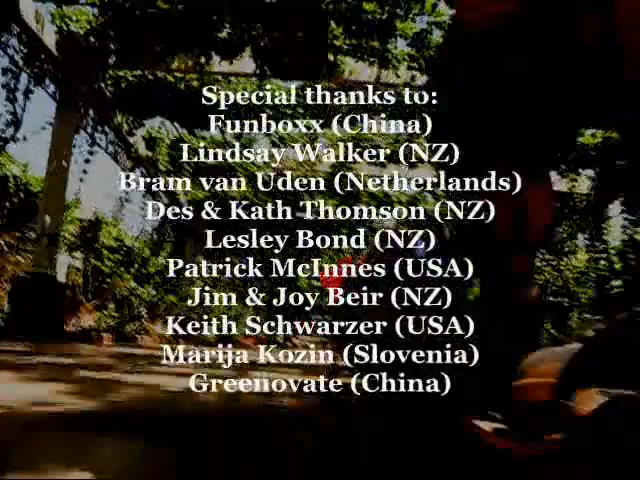 Special thanks to:
Funboxx (China)
Lindsay Walker (NZ)
Bram van Uden (Netherlands)
Des & Kath Thomson (NZ)
Lesley Bond (NZ)
Patrick McInnes (USA)
Jim & Joy Beir (NZ)
Keith Schwarzer (USA)
Marija Kozin (Slovenia)
Greenovate (China)